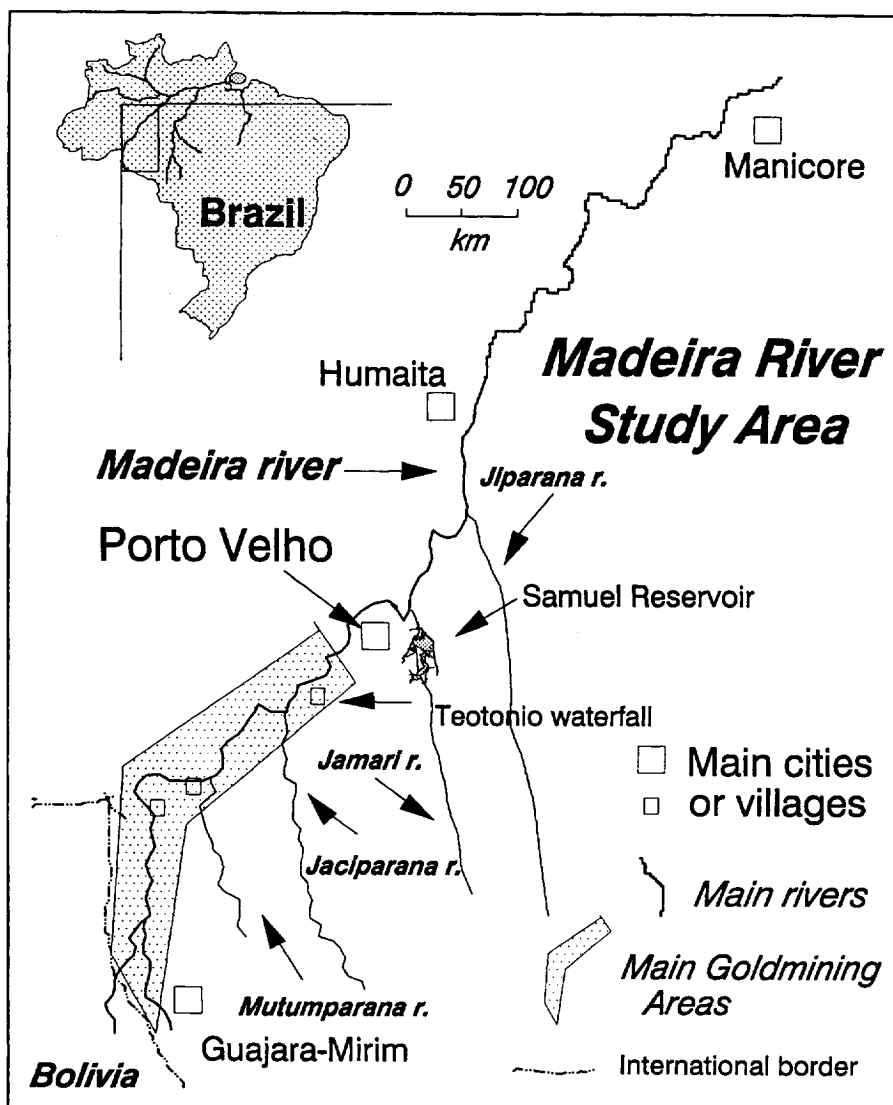 Brazil
0 50 100
km
Manicore
Humaita
Madeira River
Study Area
Madeira river
Jiparana r.
Porto Velho
Samuel Reservoir
Teotonio waterfall
Jamari r.
Jaciparana r.
Mutumparana r.
Guajara-Mirim
Bolivia
Main cities
or villages
Main rivers
Main Goldmining
Areas
International border